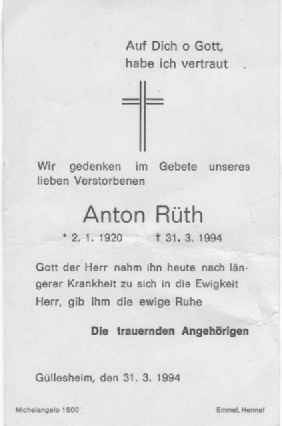 Auf Dich o Gott,
habe ich vertraut
Wir gedenken im Gebete unseres
lieben Verstorbenen
Anton Rüth
* 2. 1. 1920 † 31. 3. 1994
Gott der Herr nahm ihn heute nach län-
gerer Krankheit zu sich in die Ewigkeit
Herr, gib ihm die ewige Ruhe
Die trauernden Angehörigen
Güllesheim, den 31. 3. 1994
Michelangelo 1500 Emmel, Hennef